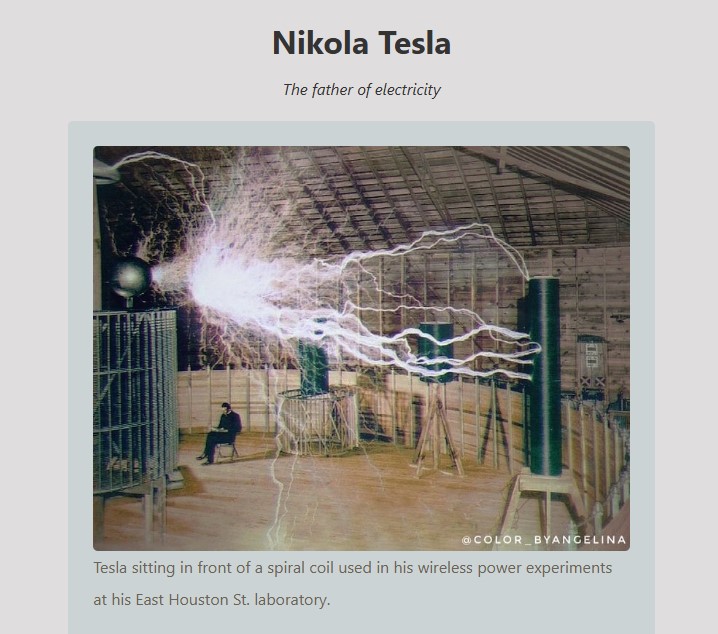 Nikola Tesla
The father of electricity
@COLOR_BYANGELINA
Tesla sitting in front of a spiral coil used in his wireless power experiments
at his East Houston St. laboratory.